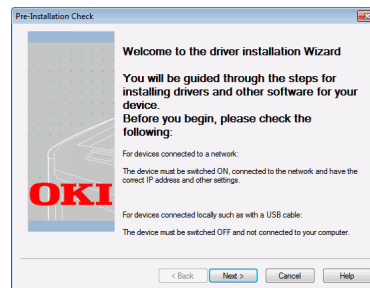 Pre-Installation Check
Welcome to the driver installation Wizard
You will be guided through the steps for
installing drivers and other software for your
device.
Before you begin, please check the
following:
For devices connected to a network:
The device must be switched ON, connected to the network and have the
correct IP address and other settings.
OKI
For devices connected locally such as with a USB cable:
The device must be switched OFF and not connected to your computer.
< Back
Next >
Cancel
Help